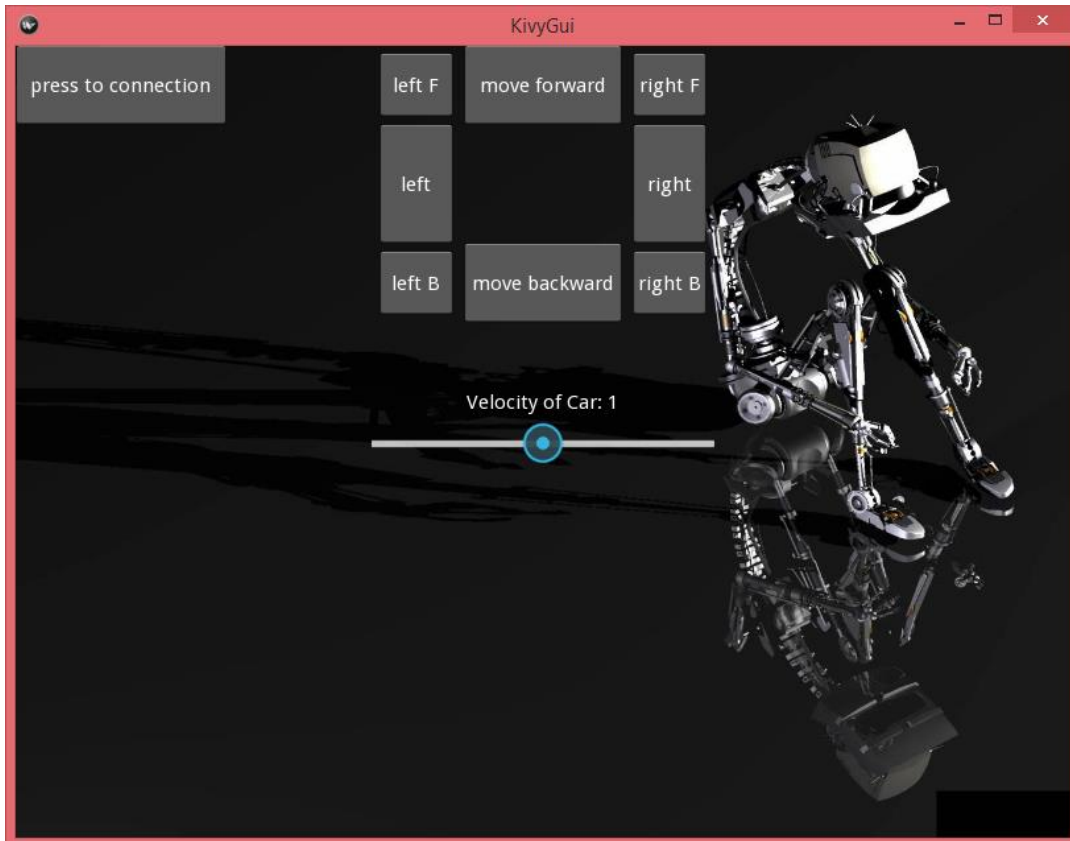 KivyGui
press to connection
left F
move forward
right F
left
right
left B
move backward
right B
Velocity of Car: 1